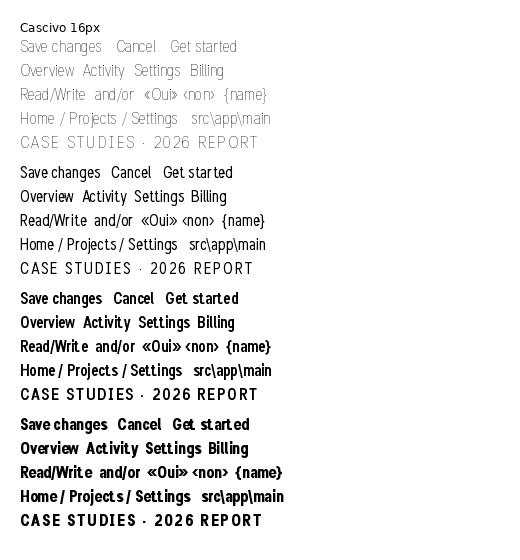 Cascivo 16px
Save changes Cancel Get started
Overview Activity Settings Billing
Read/Write and/or «Oui» ‹non› {name}
Home / Projects / Settings src\app\main
CASE STUDIES · 2026 REPORT
Save changes Cancel Get started
Overview Activity Settings Billing
Read/Write and/or «Oui» ‹non› {name}
Home / Projects / Settings src\app\main
CASE STUDIES · 2026 REPORT
Save changes Cancel Get started
Overview Activity Settings Billing
Read/Write and/or «Oui» ‹non› {name}
Home / Projects / Settings src\app\main
CASE STUDIES · 2026 REPORT
Save changes Cancel Get started
Overview Activity Settings Billing
Read/Write and/or «Oui» ‹non› {name}
Home / Projects / Settings src\app\main
CASE STUDIES · 2026 REPORT